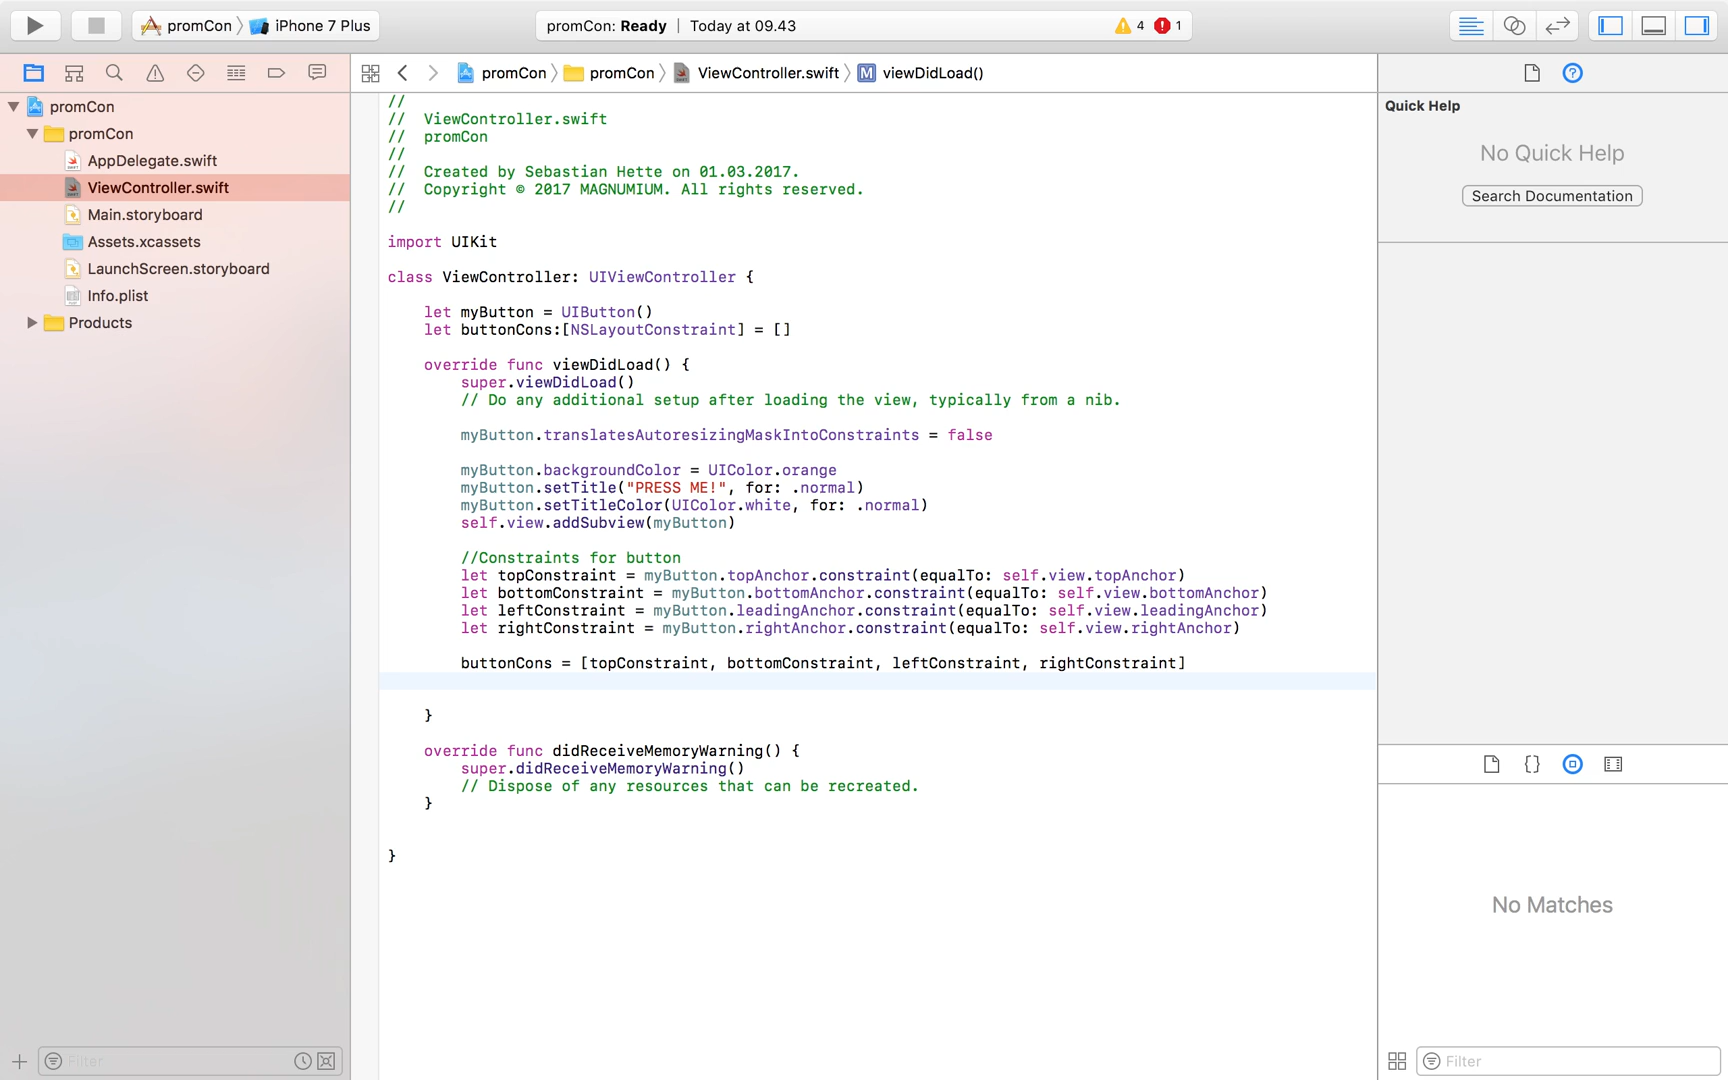 promCon iPhone 7 Plus
promCon: Ready Today at 09.43 4 1
promCon promCon ViewController.swift M viewDidLoad()
promCon
promCon
AppDelegate.swift
ViewController.swift
Main.storyboard
Assets.xcassets
LaunchScreen.storyboard
Info.plist
Products
//
// ViewController.swift
// promCon
//
// Created by Sebastian Hette on 01.03.2017.
// Copyright © 2017 MAGNUMIUM. All rights reserved.
//
import UIKit
class ViewController: UIViewController {
let myButton = UIButton()
let buttonCons:[NSLayoutConstraint] = []
override func viewDidLoad() {
super.viewDidLoad()
// Do any additional setup after loading the view, typically from a nib.
myButton.translatesAutoresizingMaskIntoConstraints = false
myButton.backgroundColor = UIColor.orange
myButton.setTitle("PRESS ME!", for: .normal)
myButton.setTitleColor(UIColor.white, for: .normal)
self.view.addSubview(myButton)
//Constraints for button
let topConstraint = myButton.topAnchor.constraint(equalTo: self.view.topAnchor)
let bottomConstraint = myButton.bottomAnchor.constraint(equalTo: self.view.bottomAnchor)
let leftConstraint = myButton.leadingAnchor.constraint(equalTo: self.view.leadingAnchor)
let rightConstraint = myButton.rightAnchor.constraint(equalTo: self.view.rightAnchor)
buttonCons = [topConstraint, bottomConstraint, leftConstraint, rightConstraint]
}
override func didReceiveMemoryWarning() {
super.didReceiveMemoryWarning()
// Dispose of any resources that can be recreated.
}
}
Quick Help
No Quick Help
Search Documentation
{}
No Matches
Filter
Filter